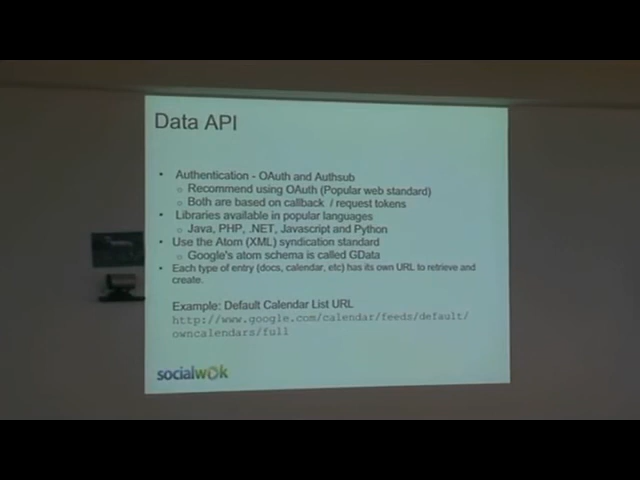 Data API
• Authentication - OAuth and Authsub
○ Recommend using OAuth (Popular web standard)
○ Both are based on callback / request tokens
• Libraries available in popular languages
○ Java, PHP, .NET, Javascript and Python
• Use the Atom (XML) syndication standard
○ Google's atom schema is called GData
• Each type of entry (docs, calendar, etc) has its own URL to retrieve and
create.
Example: Default Calendar List URL
http://www.google.com/calendar/feeds/default/
owncalendars/full
socialwok